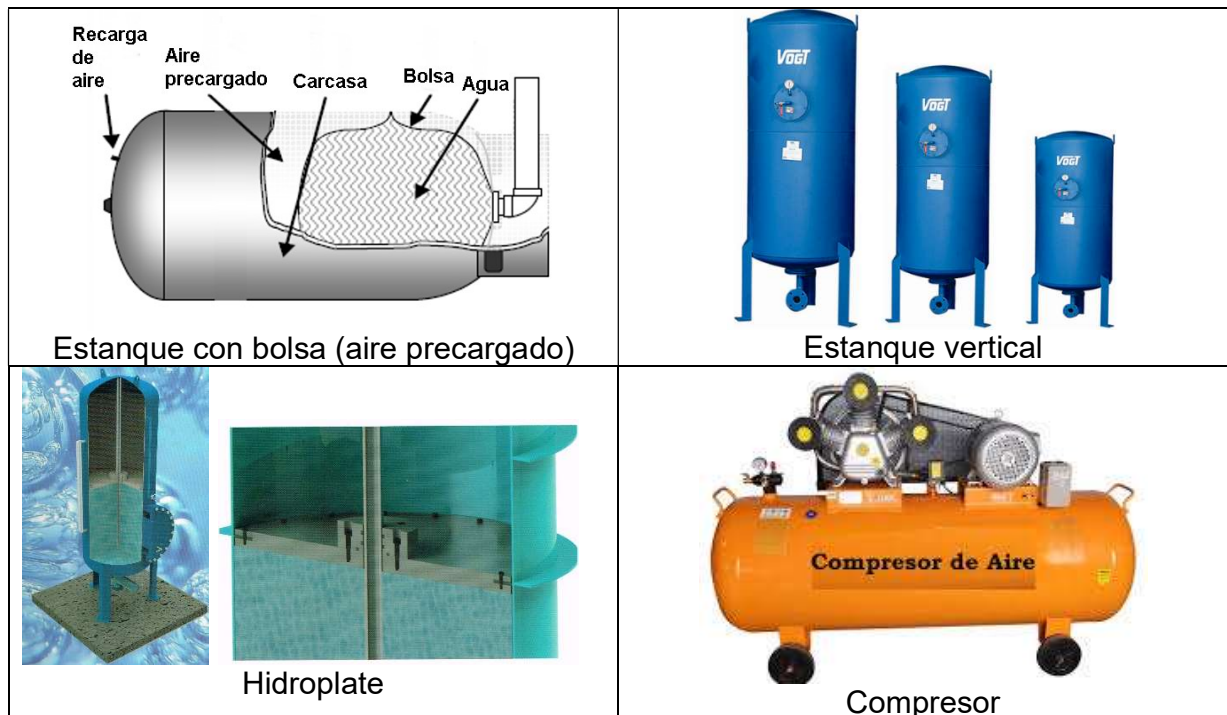 Recarga
de
aire
Aire
precargado
Carcasa
Bolsa
Agua
Estanque con bolsa (aire precargado)
VOGT
VOGT
VOGT
Estanque vertical
Hidroplate
Compresor de Aire
Compresor